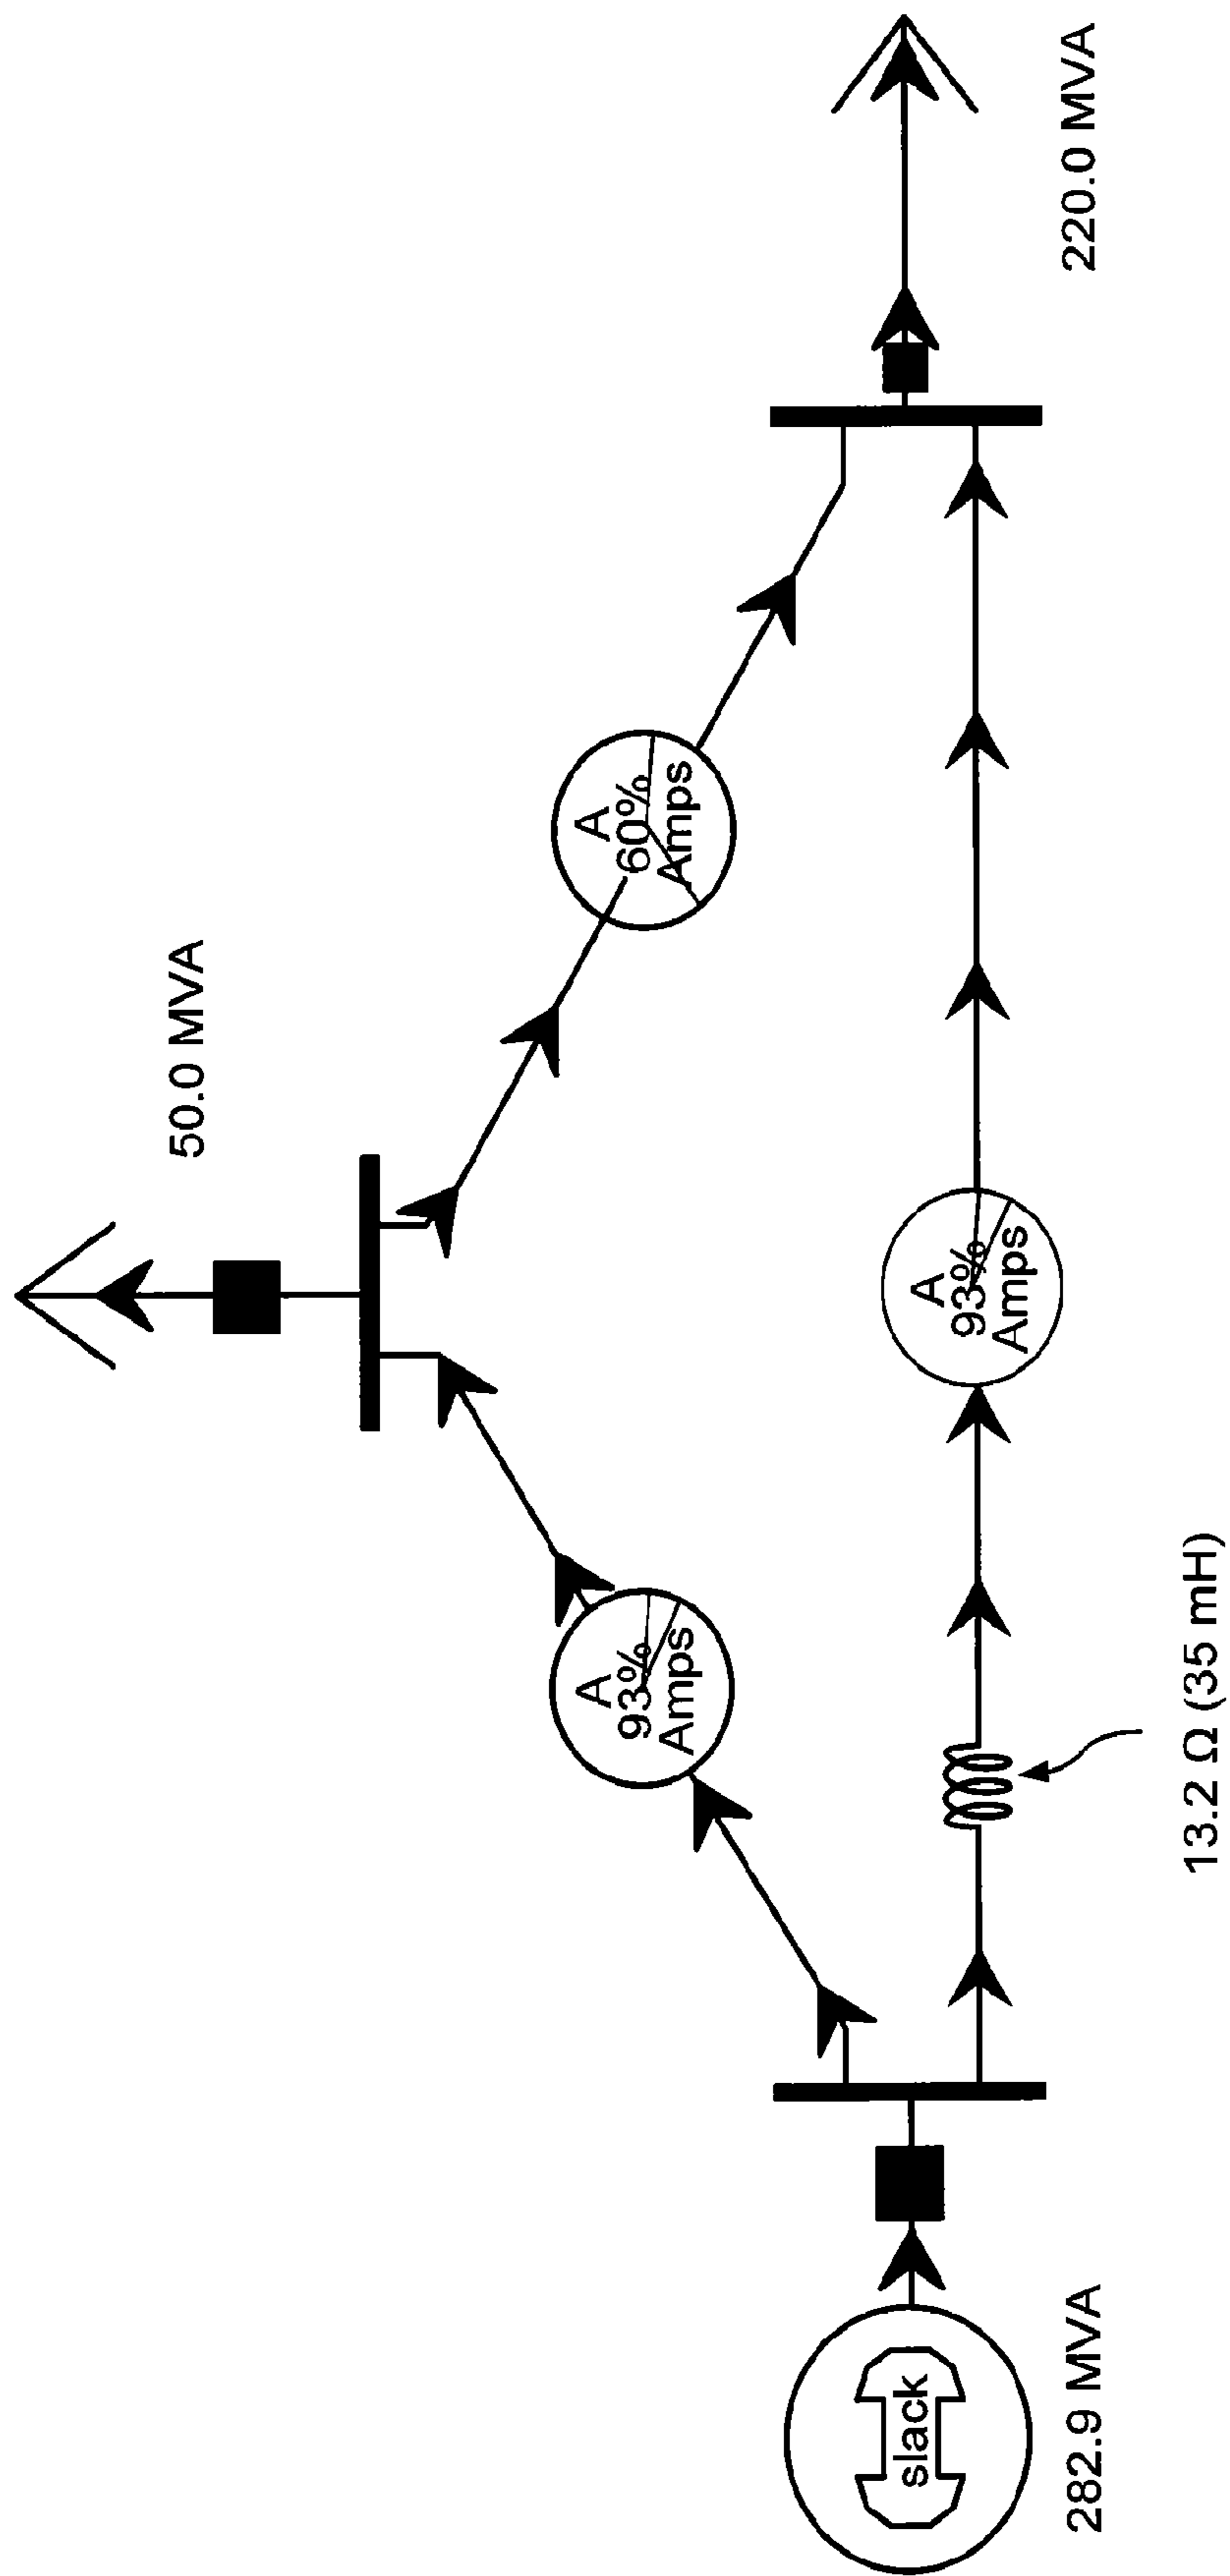 50.0 MVA
A
93%
Amps
A
60%
Amps
slack
282.9 MVA
13.2 Ω (35 mH)
A
93%
Amps
220.0 MVA